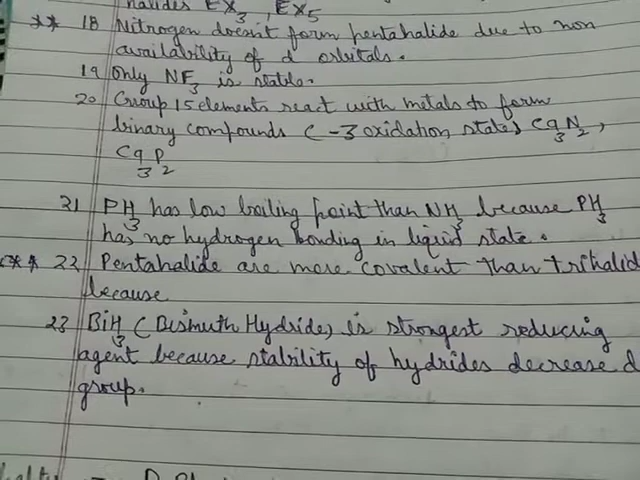 halides EX3, EX5
** 18 Nitrogen doesn't form pentahalide due to non
availability of d orbitals.
19 Only NF3 is stable.
20 Group 15 elements react with metals to form
binary compounds (-3 oxidation state) Ca3N2,
Ca3P2
21 PH3 has low boiling point than NH3 because PH3
has no hydrogen bonding in liquid state.
** 22 Pentahalide are more covalent than trihalid
because
23 BiH3 (Bismuth Hydride) is strongest reducing
agent because stability of hydrides decrease d
group.